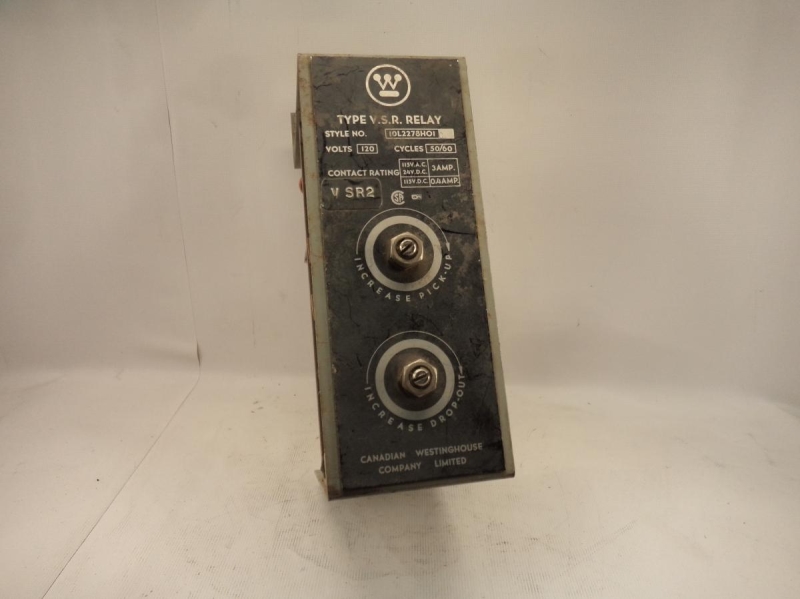 W
TYPE V.S.R. RELAY
STYLE NO. 10L2278H01
VOLTS 120 CYCLES 50/60
CONTACT RATING 115V.A.C. 24V.D.C. 3AMP.
115V.D.C. 0.4AMP.
V SR2
INCREASE PICK-UP
INCREASE DROP-OUT
CANADIAN WESTINGHOUSE
COMPANY LIMITED